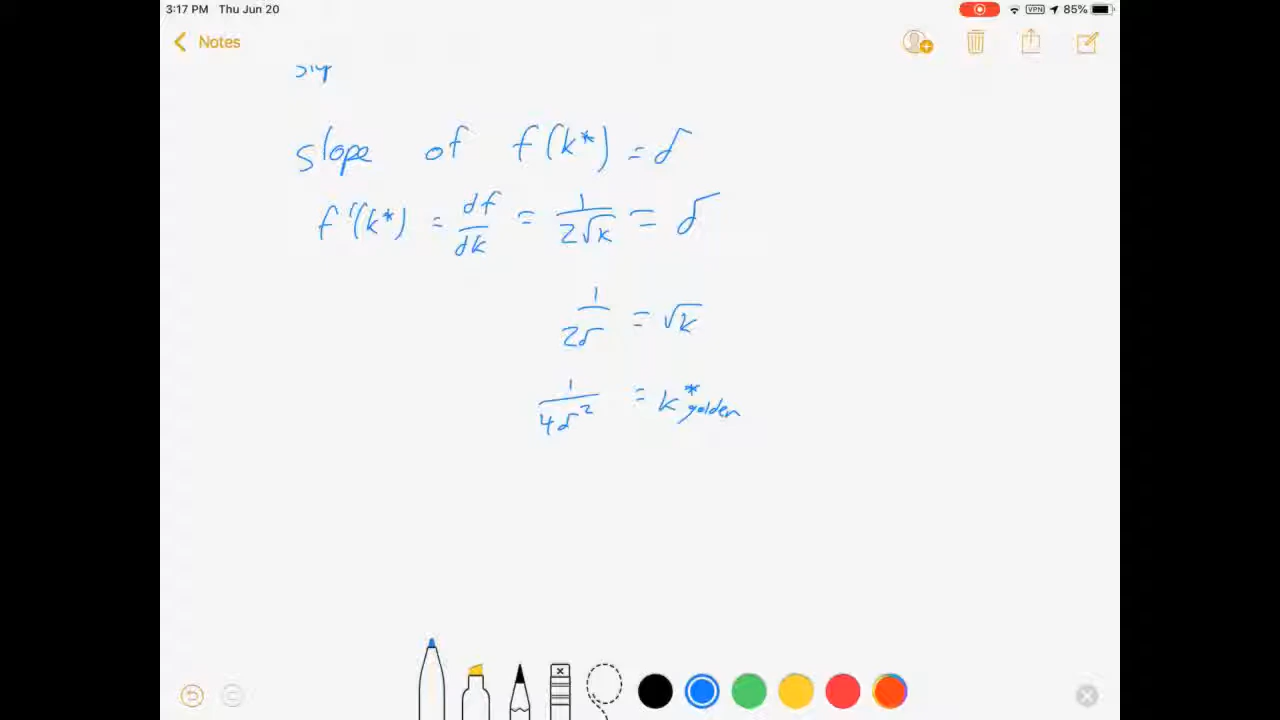 3:17 PM Thu Jun 20 VPN 85%
Notes
slope of f(k*) = δ
f'(k*) = df/dk = 1/(2√k) = δ
1/(2δ) = √k
1/(4δ²) = k*golden